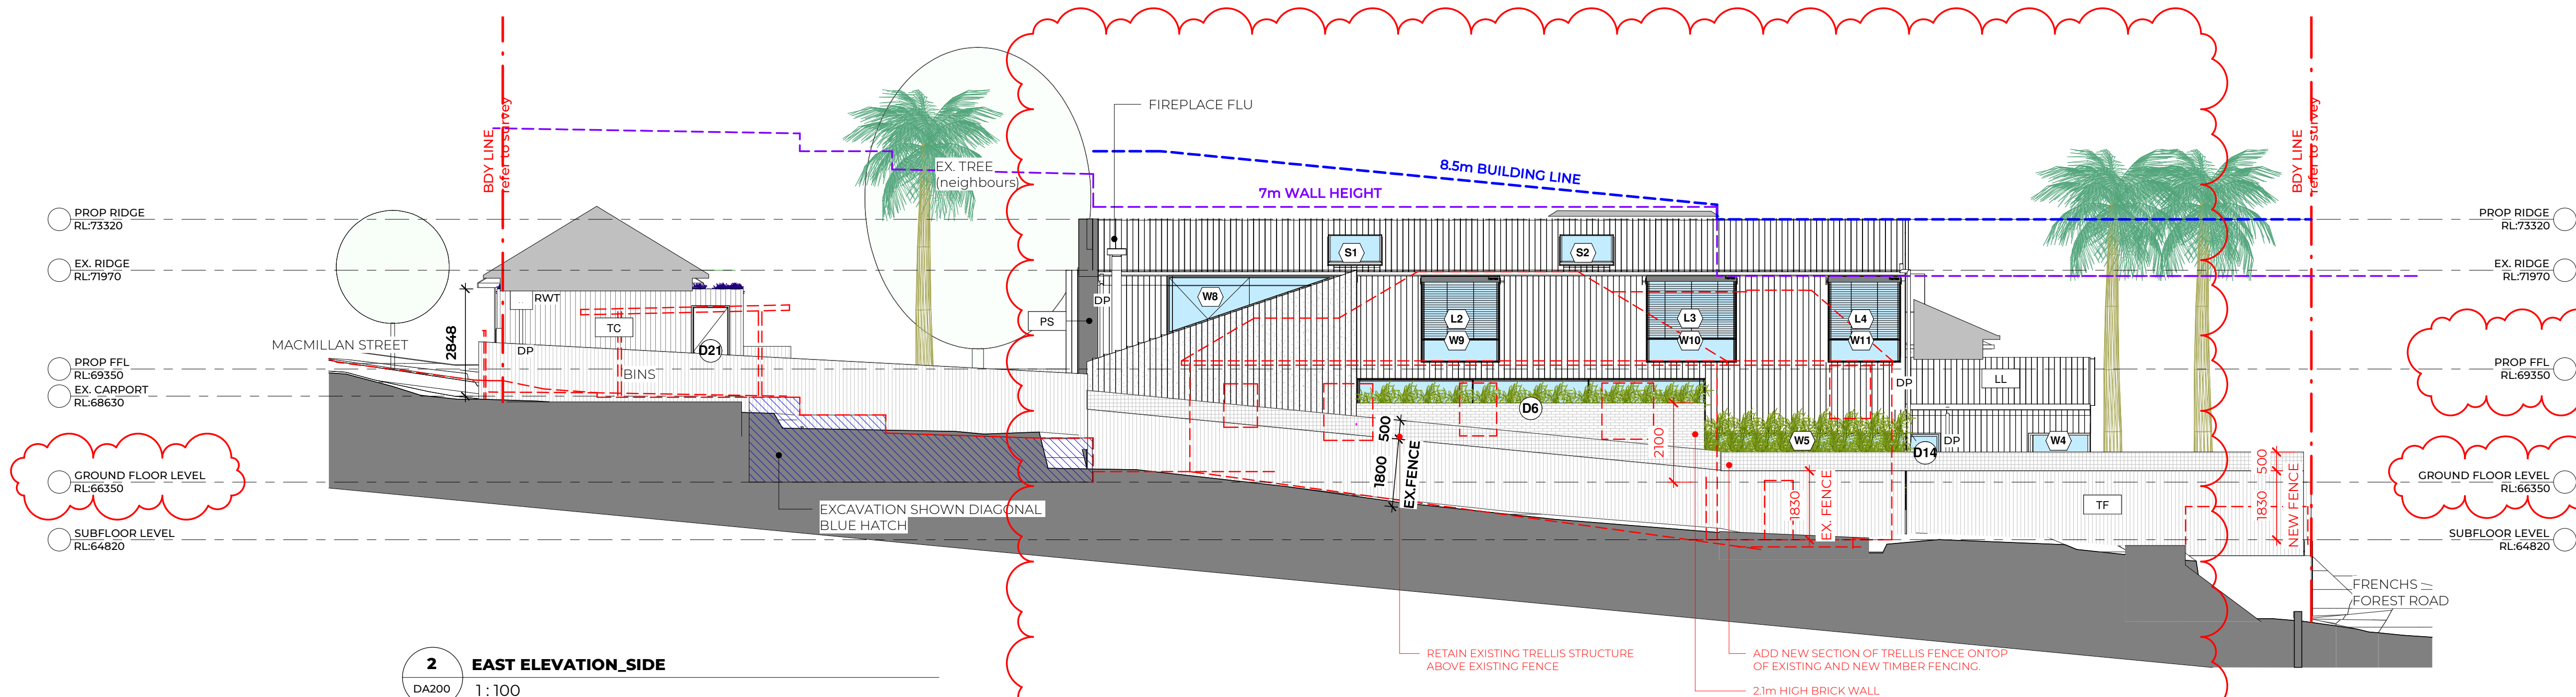 FIREPLACE FLU
BDY LINE
refer to survey
EX. TREE
(neighbours)
8.5m BUILDING LINE
7m WALL HEIGHT
BDY LINE
refer to survey
PROP RIDGE
RL:73320
PROP RIDGE
RL:73320
S1
S2
EX. RIDGE
RL:71970
EX. RIDGE
RL:71970
RWT
DP
W8
TC
PS
L2
L3
L4
2848
MACMILLAN STREET
DP
D21
W9
W10
W11
PROP FFL
RL:69350
BINS
DP
LL
PROP FFL
RL:69350
EX. CARPORT
RL:68630
D6
500
2100
W5
D14
DP
W4
GROUND FLOOR LEVEL
RL:66350
1800
EX.FENCE
1830
EX. FENCE
TF
500
1830
NEW FENCE
GROUND FLOOR LEVEL
RL:66350
EXCAVATION SHOWN DIAGONAL
BLUE HATCH
SUBFLOOR LEVEL
RL:64820
SUBFLOOR LEVEL
RL:64820
FRENCHS
FOREST ROAD
RETAIN EXISTING TRELLIS STRUCTURE
ABOVE EXISTING FENCE
ADD NEW SECTION OF TRELLIS FENCE ONTOP
OF EXISTING AND NEW TIMBER FENCING.
2.1m HIGH BRICK WALL
2
EAST ELEVATION_SIDE
DA200
1 : 100